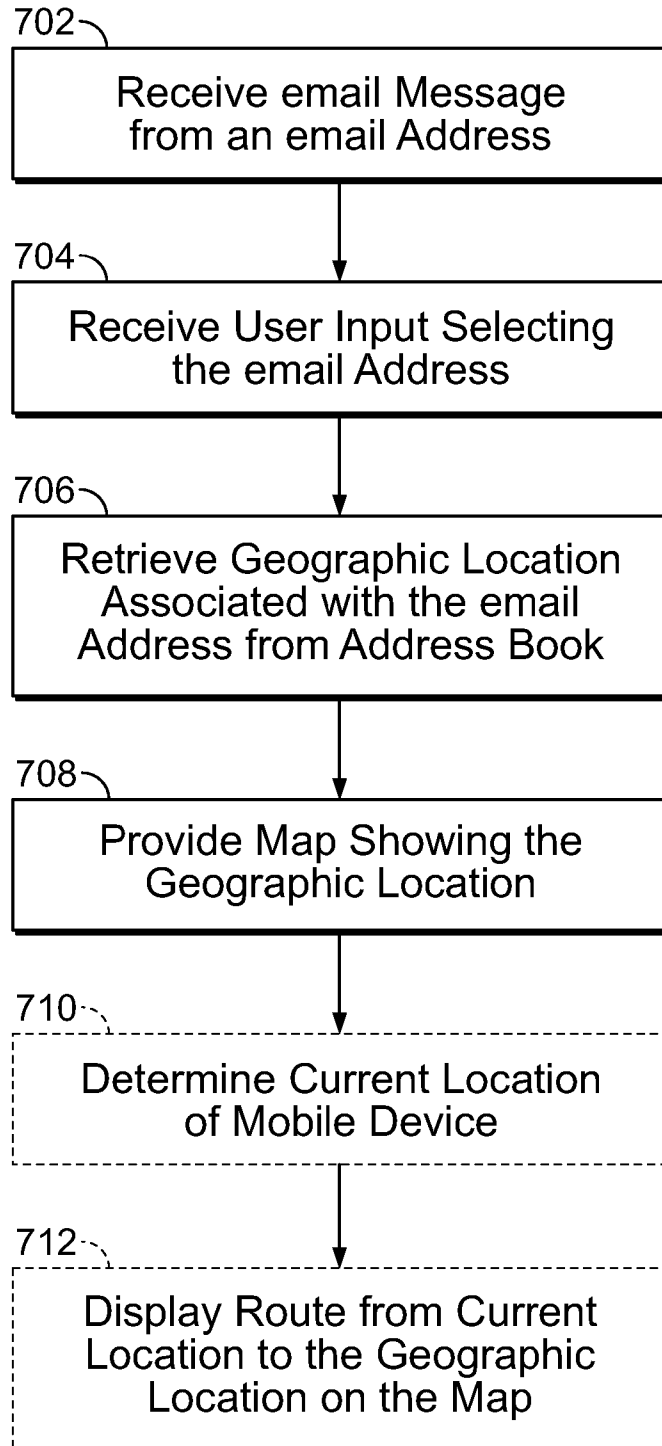 702
Receive email Message
from an email Address
704
Receive User Input Selecting
the email Address
706
Retrieve Geographic Location
Associated with the email
Address from Address Book
708
Provide Map Showing the
Geographic Location
710
Determine Current Location
of Mobile Device
712
Display Route from Current
Location to the Geographic
Location on the Map